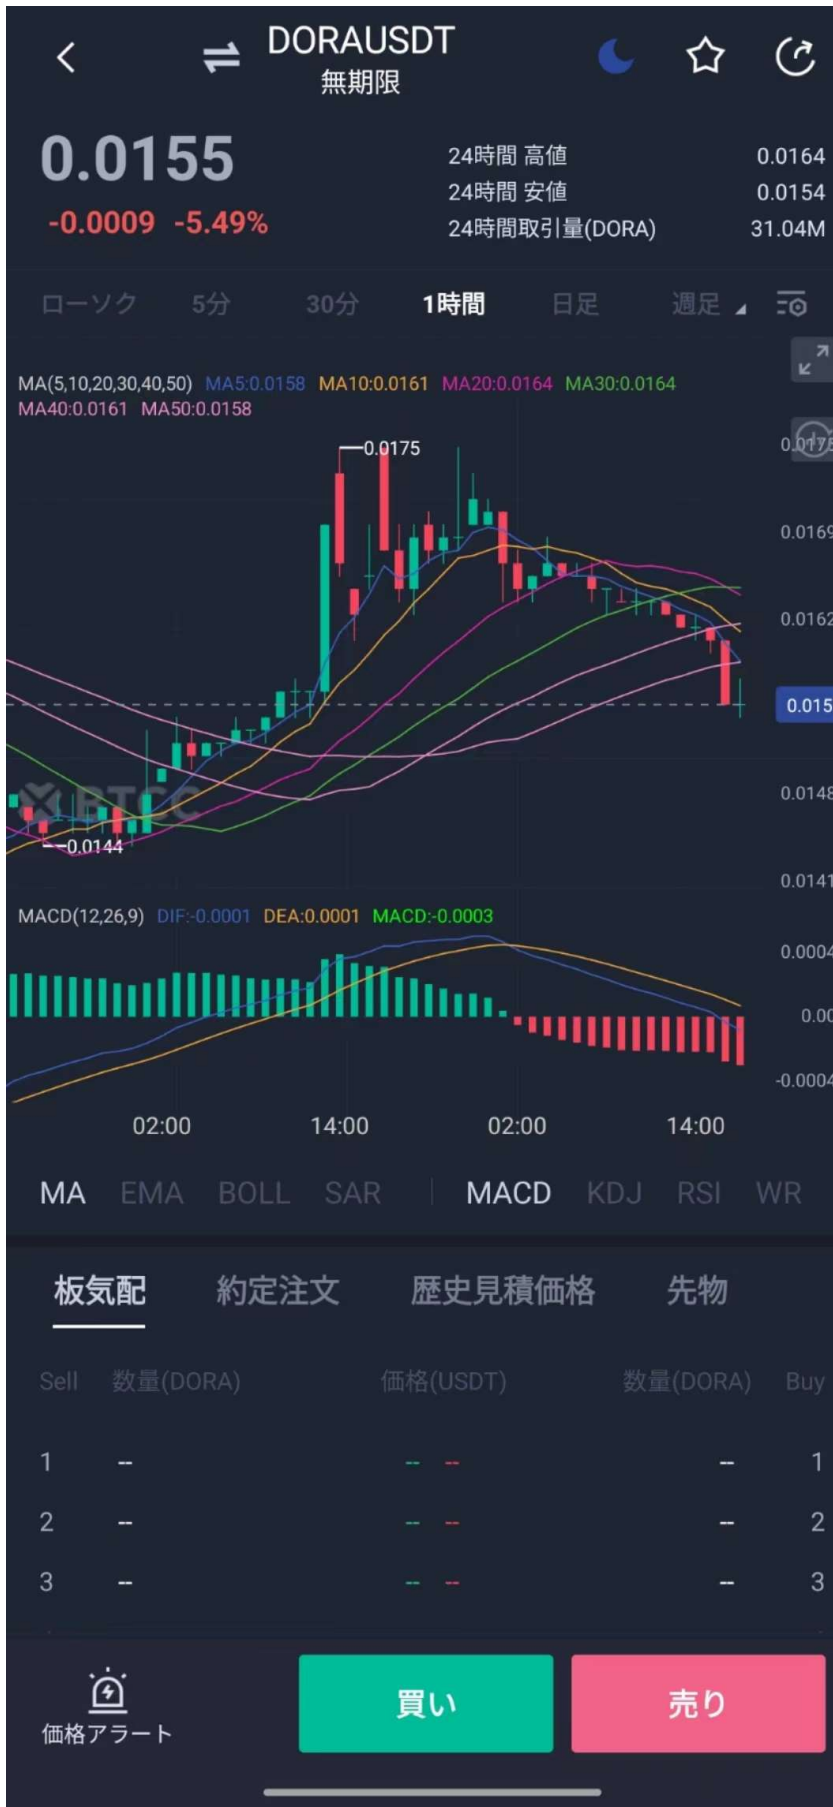 DORAUSDT
無期限
0.0155
-0.0009 -5.49%
24時間 高値 0.0164
24時間 安値 0.0154
24時間取引量(DORA) 31.04M
ローソク 5分 30分 1時間 日足 週足
MA(5,10,20,30,40,50) MA5:0.0158 MA10:0.0161 MA20:0.0164 MA30:0.0164
MA40:0.0161 MA50:0.0158
0.0175
0.0169
0.0162
0.015
0.0148
BTCC
0.0144
0.0141
MACD(12,26,9) DIF:-0.0001 DEA:0.0001 MACD:-0.0003
0.0004
0.00
-0.0004
02:00 14:00 02:00 14:00
MA EMA BOLL SAR MACD KDJ RSI WR
板気配 約定注文 歴史見積価格 先物
Sell 数量(DORA) 価格(USDT) 数量(DORA) Buy
1 -- -- -- -- 1
2 -- -- -- -- 2
3 -- -- -- -- 3
価格アラート 買い 売り